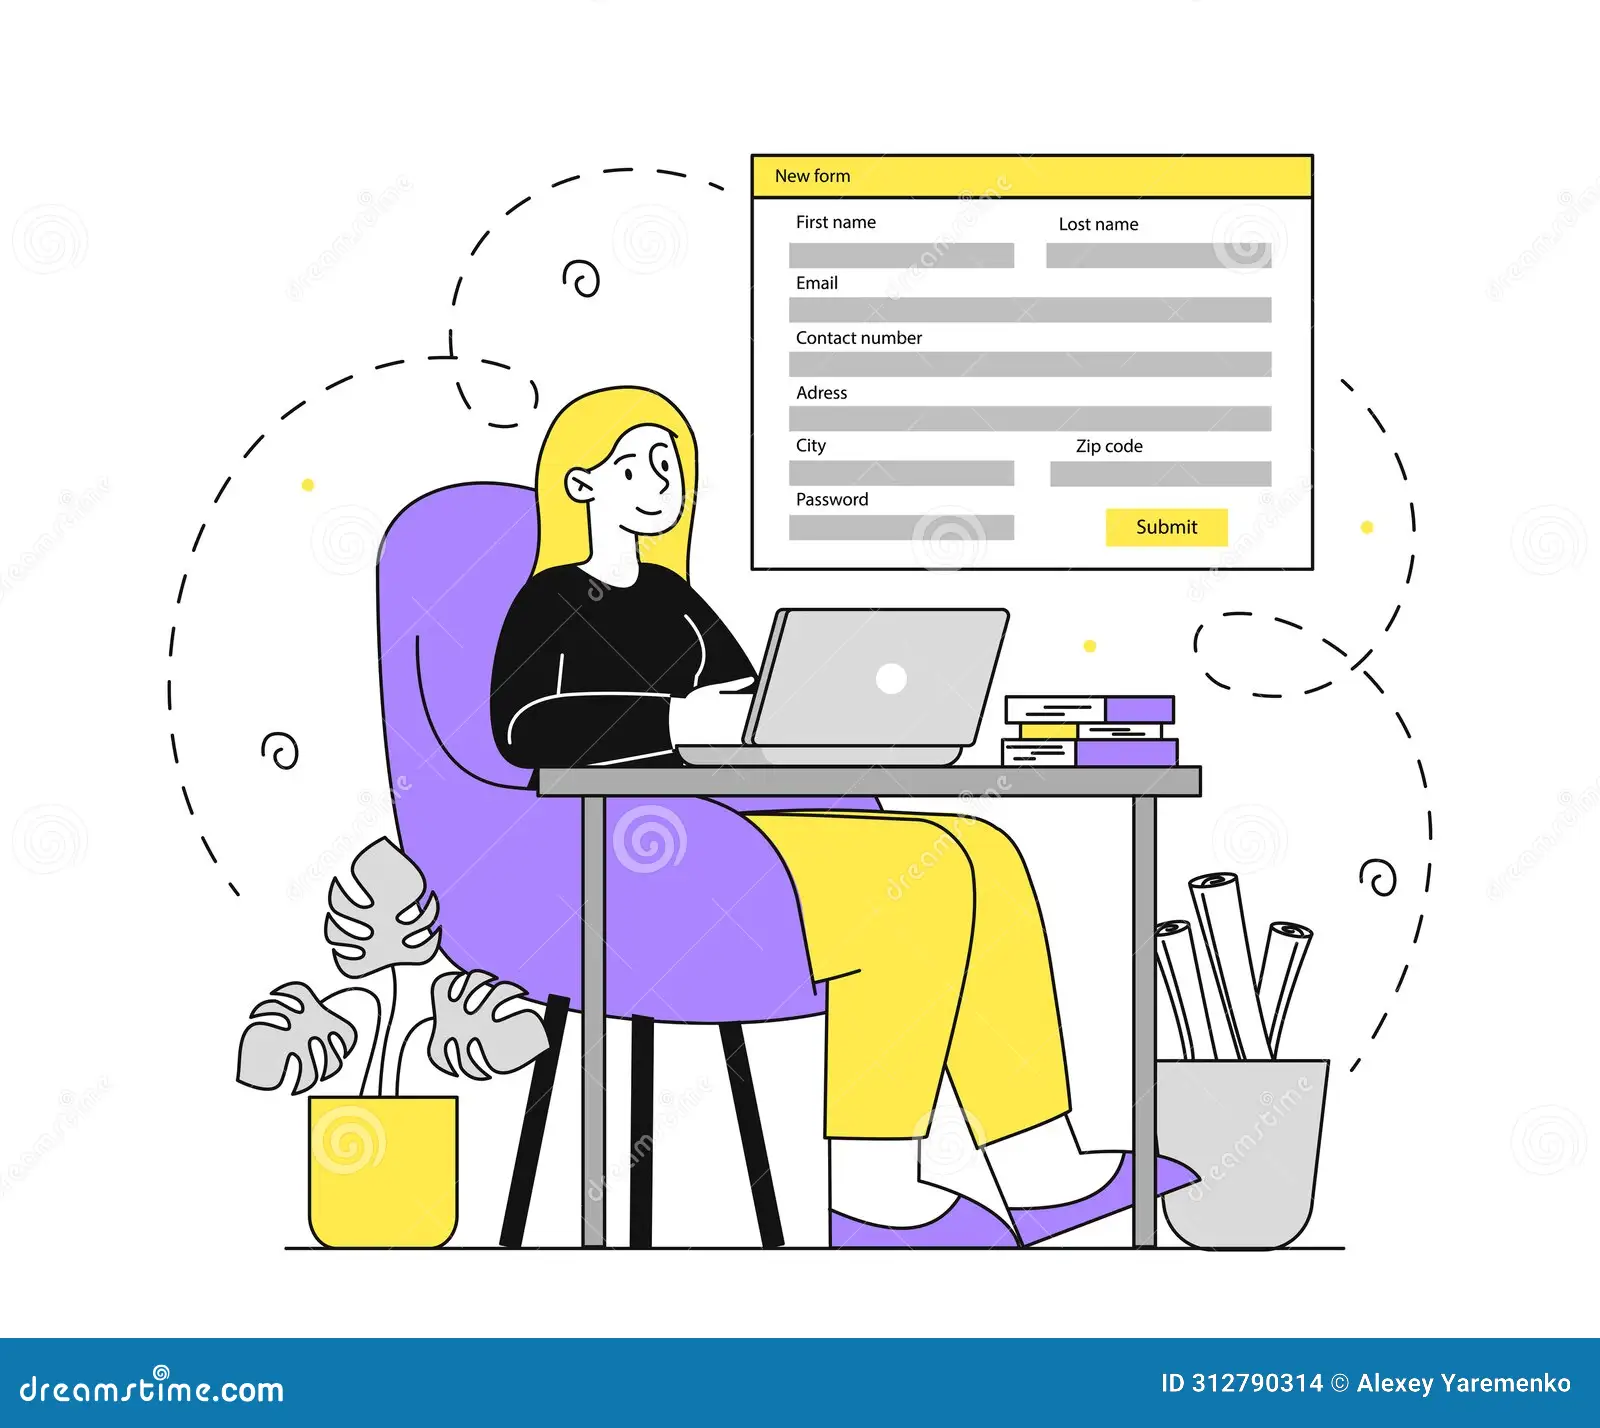 New form
First name Lost name
Email
Contact number
Adress
City Zip code
Password
Submit
dreamstime.com
ID 312790314 © Alexey Yaremenko